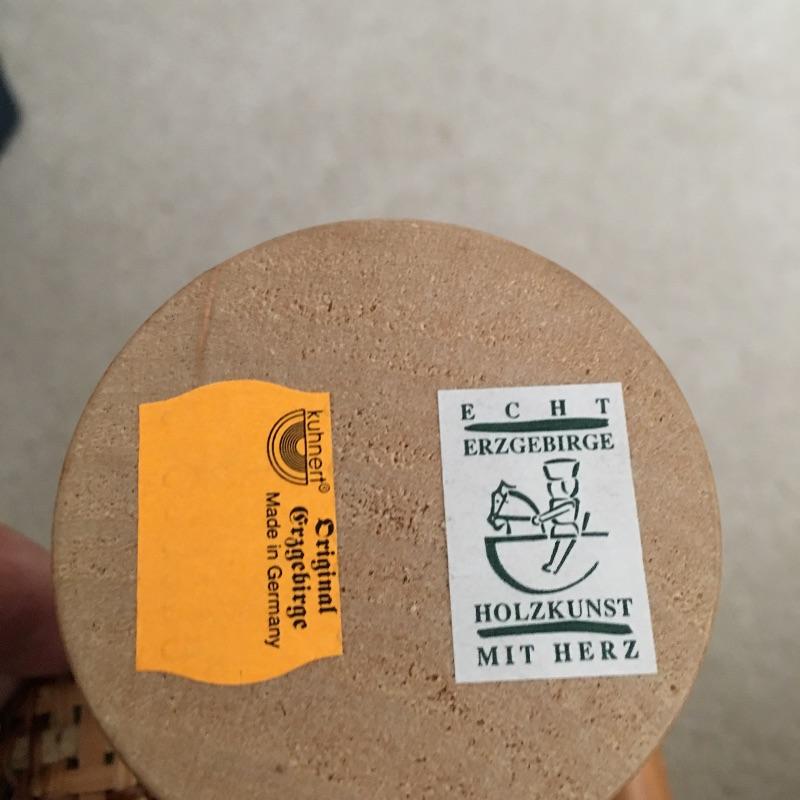 kuhnert®
Original
Erzgebirge
Made in Germany
ECHT
ERZGEBIRGE
HOLZKUNST
MIT HERZ